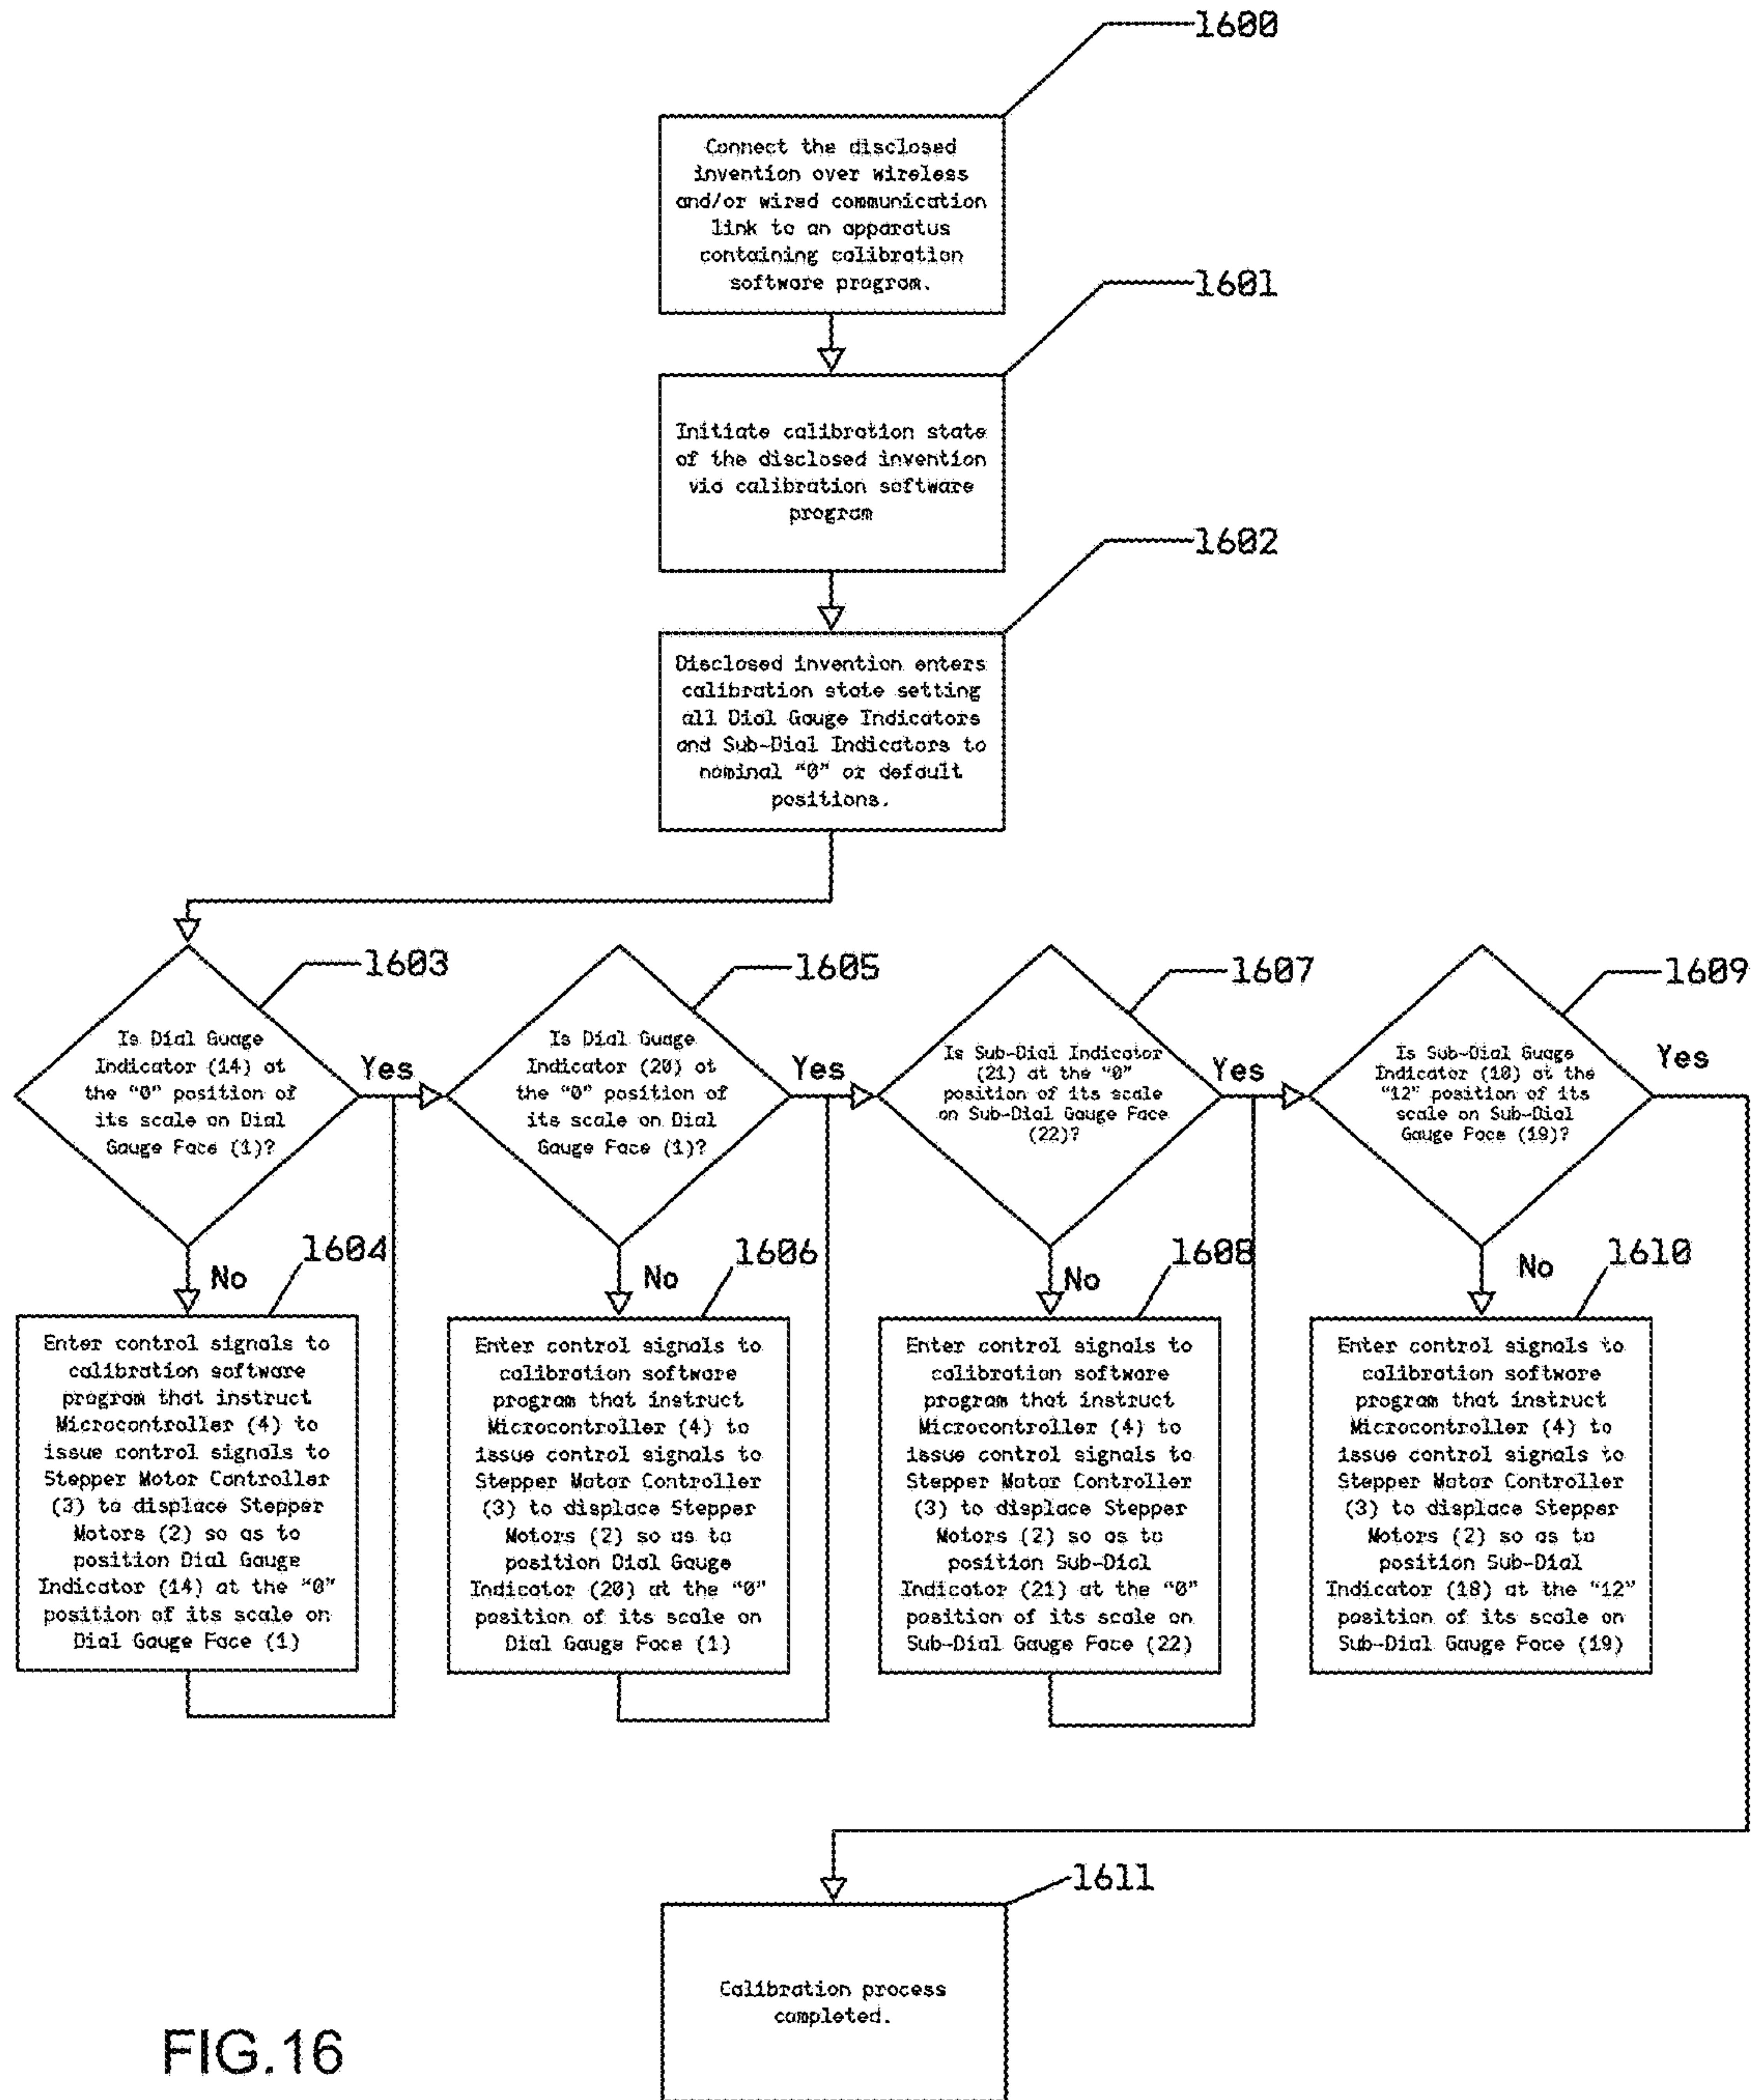 1600
Connect the disclosed
invention over wireless
and/or wired communication
link to an apparatus
containing calibration
software program.
1601
Initiate calibration state
of the disclosed invention
via calibration software
program
1602
Disclosed invention enters
calibration state setting
all Dial Gauge Indicators
and Sub-Dial Indicators to
nominal "0" or default
positions.
1603
Is Dial Guage
Indicator (14) at
the "0" position of
its scale on Dial
Gauge Face (1)?
Yes
No
1604
Enter control signals to
calibration software
program that instruct
Microcontroller (4) to
issue control signals to
Stepper Motor Controller
(3) to displace Stepper
Motors (2) so as to
position Dial Gauge
Indicator (14) at the "0"
position of its scale on
Dial Gauge Face (1)
1605
Is Dial Guage
Indicator (20) at
the "0" position of
its scale on Dial
Gauge Face (1)?
Yes
No
1606
Enter control signals to
calibration software
program that instruct
Microcontroller (4) to
issue control signals to
Stepper Motor Controller
(3) to displace Stepper
Motors (2) so as to
position Dial Gauge
Indicator (20) at the "0"
position of its scale on
Dial Gauge Face (1)
1607
Is Sub-Dial Indicator
(21) at the "0"
position of its scale
on Sub-Dial Gauge Face
(22)?
Yes
No
1608
Enter control signals to
calibration software
program that instruct
Microcontroller (4) to
issue control signals to
Stepper Motor Controller
(3) to displace Stepper
Motors (2) so as to
position Sub-Dial
Indicator (21) at the "0"
position of its scale on
Sub-Dial Gauge Face (22)
1609
Is Sub-Dial Guage
Indicator (18) at the
"12" position of its
scale on Sub-Dial
Gauge Face (19)?
Yes
No
1610
Enter control signals to
calibration software
program that instruct
Microcontroller (4) to
issue control signals to
Stepper Motor Controller
(3) to displace Stepper
Motors (2) so as to
position Sub-Dial
Indicator (18) at the "12"
position of its scale on
Sub-Dial Gauge Face (19)
1611
Calibration process
completed.
FIG.16